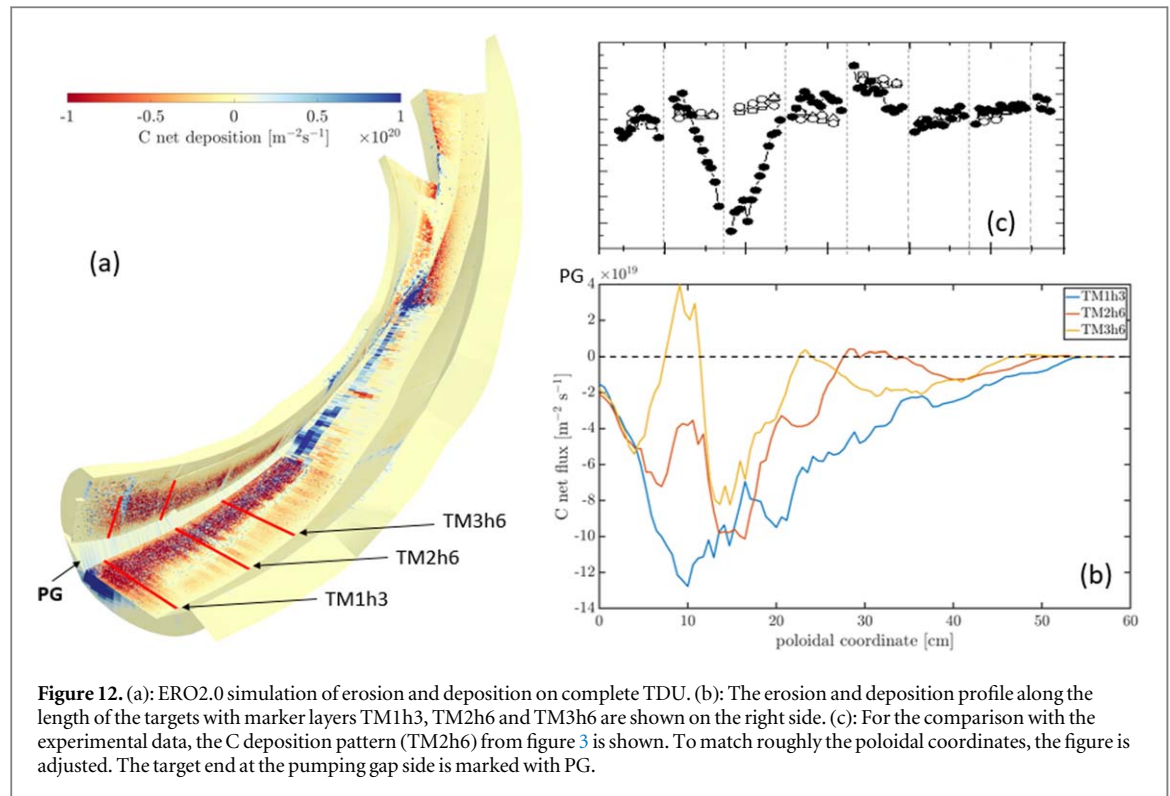 -1 -0.5 0 0.5 1
C net deposition [m⁻²s⁻¹] ×10²⁰
(a)
TM3h6
TM2h6
TM1h3
PG
(c)
PG ×10¹⁹
4
2
0
-2
-4
-6
-8
-10
-12
-14
C net flux [m⁻² s⁻¹]
TM1h3
TM2h6
TM3h6
(b)
0 10 20 30 40 50 60
poloidal coordinate [cm]
Figure 12. (a): ERO2.0 simulation of erosion and deposition on complete TDU. (b): The erosion and deposition profile along the
length of the targets with marker layers TM1h3, TM2h6 and TM3h6 are shown on the right side. (c): For the comparison with the
experimental data, the C deposition pattern (TM2h6) from figure 3 is shown. To match roughly the poloidal coordinates, the figure is
adjusted. The target end at the pumping gap side is marked with PG.